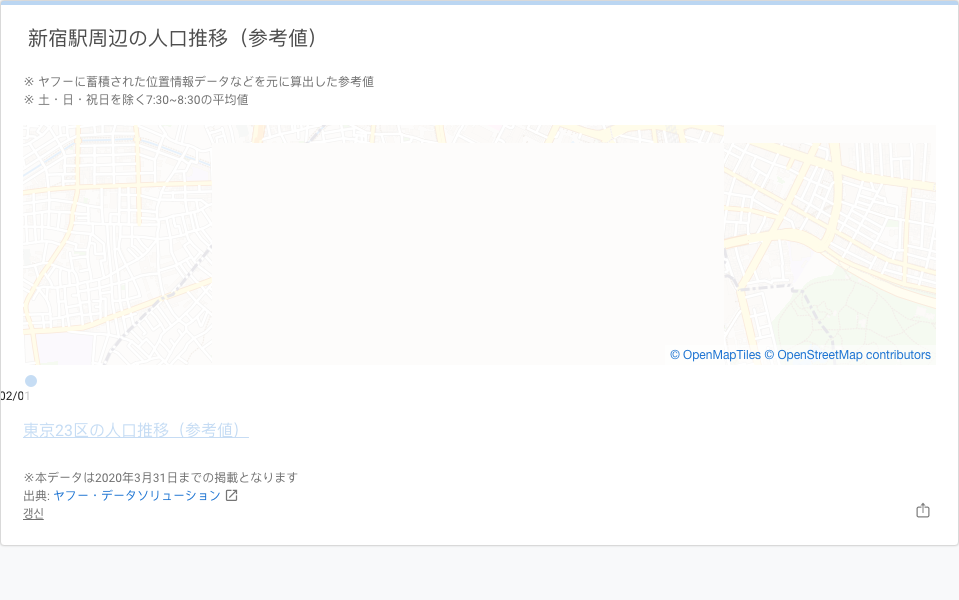 新宿駅周辺の人口推移（参考値）
※ ヤフーに蓄積された位置情報データなどを元に算出した参考値
※ 土・日・祝日を除く7:30~8:30の平均値
© OpenMapTiles © OpenStreetMap contributors
02/01
東京23区の人口推移（参考値）
※本データは2020年3月31日までの掲載となります
出典: ヤフー・データソリューション
갱신